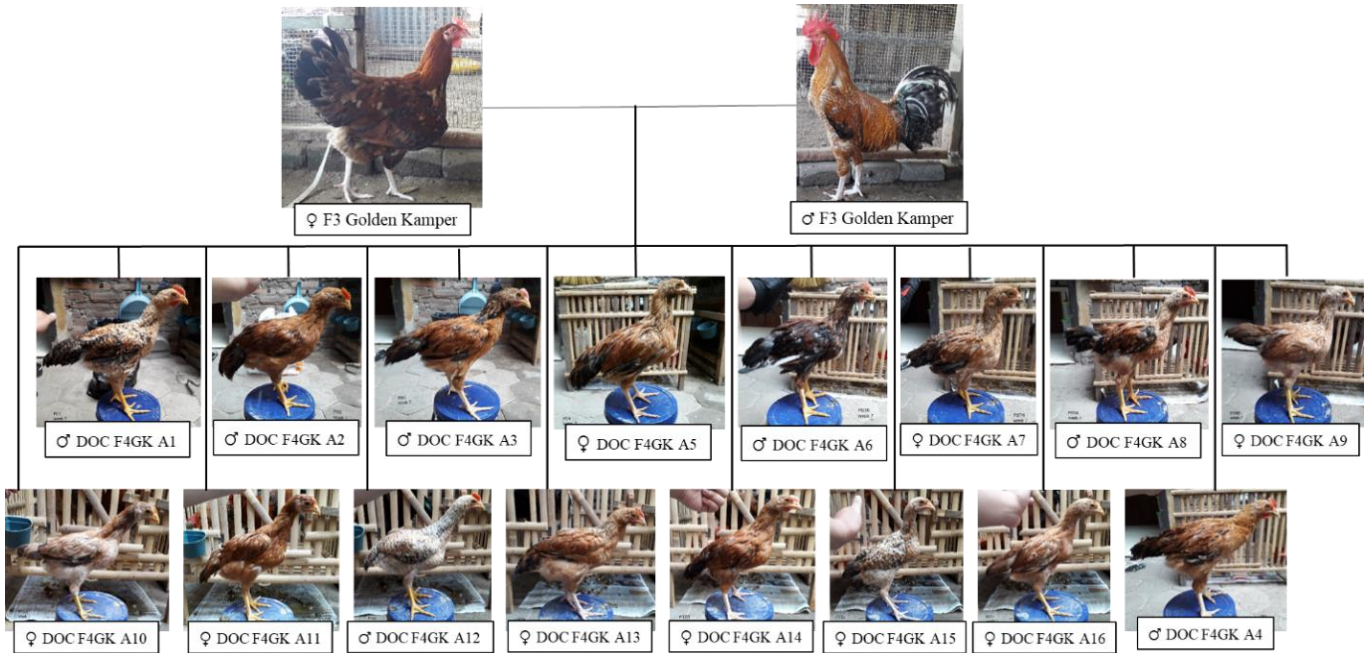 ♀ F3 Golden Kamper
♂ F3 Golden Kamper
♂ DOC F4GK A1
♂ DOC F4GK A2
♂ DOC F4GK A3
♀ DOC F4GK A5
♂ DOC F4GK A6
♀ DOC F4GK A7
♂ DOC F4GK A8
♀ DOC F4GK A9
♀ DOC F4GK A10
♀ DOC F4GK A11
♂ DOC F4GK A12
♀ DOC F4GK A13
♀ DOC F4GK A14
♀ DOC F4GK A15
♀ DOC F4GK A16
♂ DOC F4GK A4